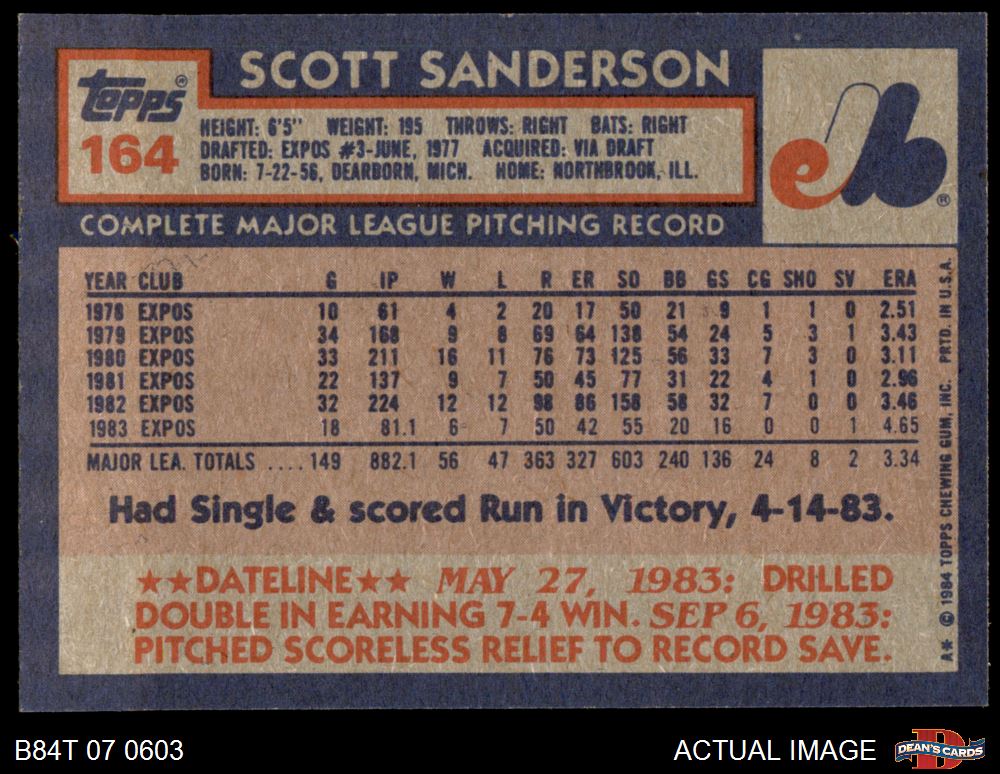 SCOTT SANDERSON
Topps®
164
HEIGHT: 6'5" WEIGHT: 195 THROWS: RIGHT BATS: RIGHT
DRAFTED: EXPOS #3-JUNE, 1977 ACQUIRED: VIA DRAFT
BORN: 7-22-56, DEARBORN, MICH. HOME: NORTHBROOK, ILL.
eb®
COMPLETE MAJOR LEAGUE PITCHING RECORD
YEAR CLUB G IP W L R ER SO BB GS CG SHO SV ERA
1978 EXPOS 10 61 4 2 20 17 50 21 9 1 1 0 2.51
1979 EXPOS 34 168 9 8 69 64 138 54 24 5 3 1 3.43
1980 EXPOS 33 211 16 11 76 73 125 56 33 7 3 0 3.11
1981 EXPOS 22 137 9 7 50 45 77 31 22 4 1 0 2.96
1982 EXPOS 32 224 12 12 98 86 158 58 32 7 0 0 3.46
1983 EXPOS 18 81.1 6 7 50 42 55 20 16 0 0 1 4.65
MAJOR LEA. TOTALS .... 149 882.1 56 47 363 327 603 240 136 24 8 2 3.34
Had Single & scored Run in Victory, 4-14-83.
★★DATELINE★★ MAY 27, 1983: DRILLED
DOUBLE IN EARNING 7-4 WIN. SEP 6, 1983:
PITCHED SCORELESS RELIEF TO RECORD SAVE.
A* © 1984 TOPPS CHEWING GUM, INC. PRTD. IN U.S.A.
B84T 07 0603
ACTUAL IMAGE
D
DEAN'S CARDS